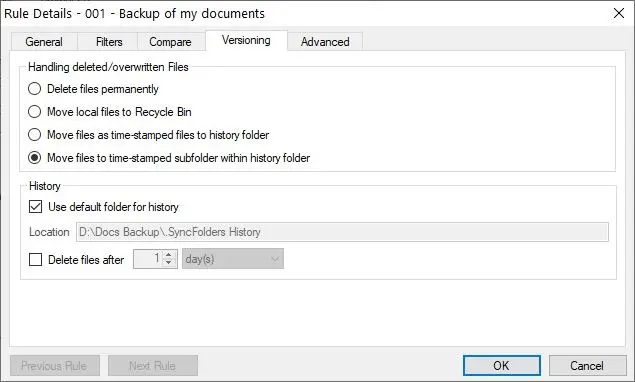 Rule Details - 001 - Backup of my documents
General Filters Compare Versioning Advanced
Handling deleted/overwritten Files
Delete files permanently
Move local files to Recycle Bin
Move files as time-stamped files to history folder
Move files to time-stamped subfolder within history folder
History
Use default folder for history
Location D:\Docs Backup\.SyncFolders History
Delete files after 1 day(s)
Previous Rule Next Rule OK Cancel